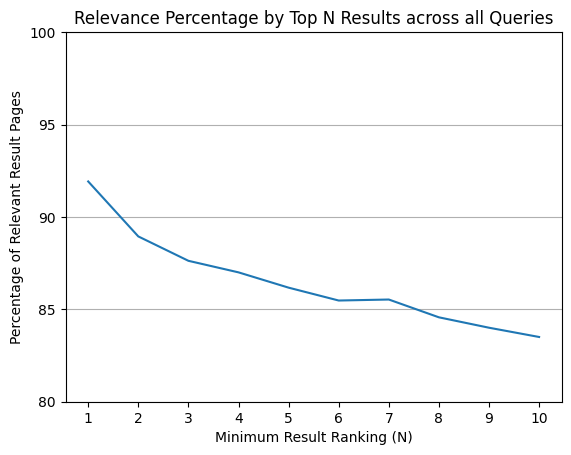 Relevance Percentage by Top N Results across all Queries
100
95
90
85
80
Percentage of Relevant Result Pages
1 2 3 4 5 6 7 8 9 10
Minimum Result Ranking (N)